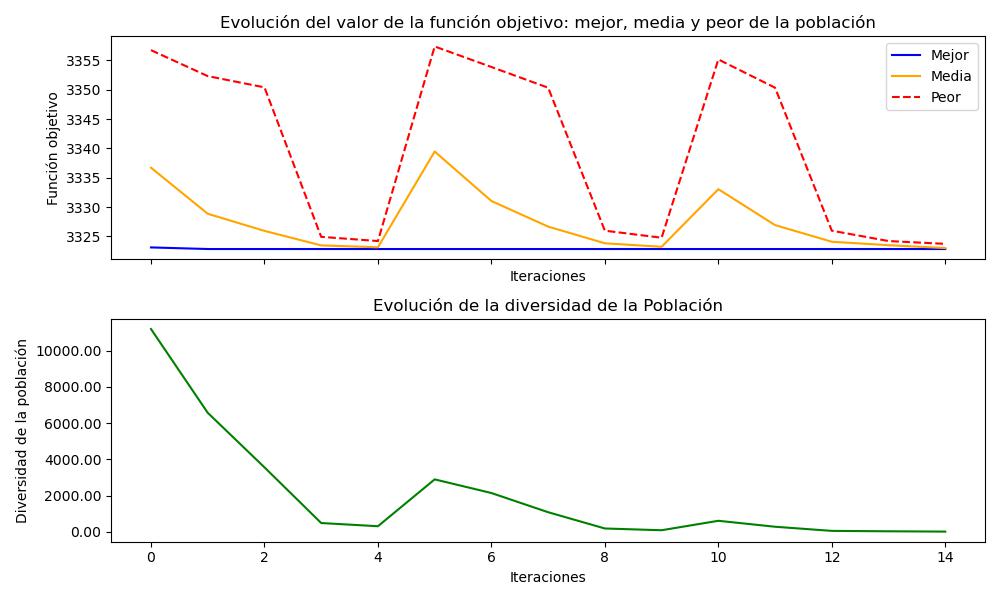 Evolución del valor de la función objetivo: mejor, media y peor de la población
Función objetivo
3355
3350
3345
3340
3335
3330
3325
Mejor
Media
Peor
Iteraciones
Evolución de la diversidad de la Población
Diversidad de la población
10000.00
8000.00
6000.00
4000.00
2000.00
0.00
0 2 4 6 8 10 12 14
Iteraciones